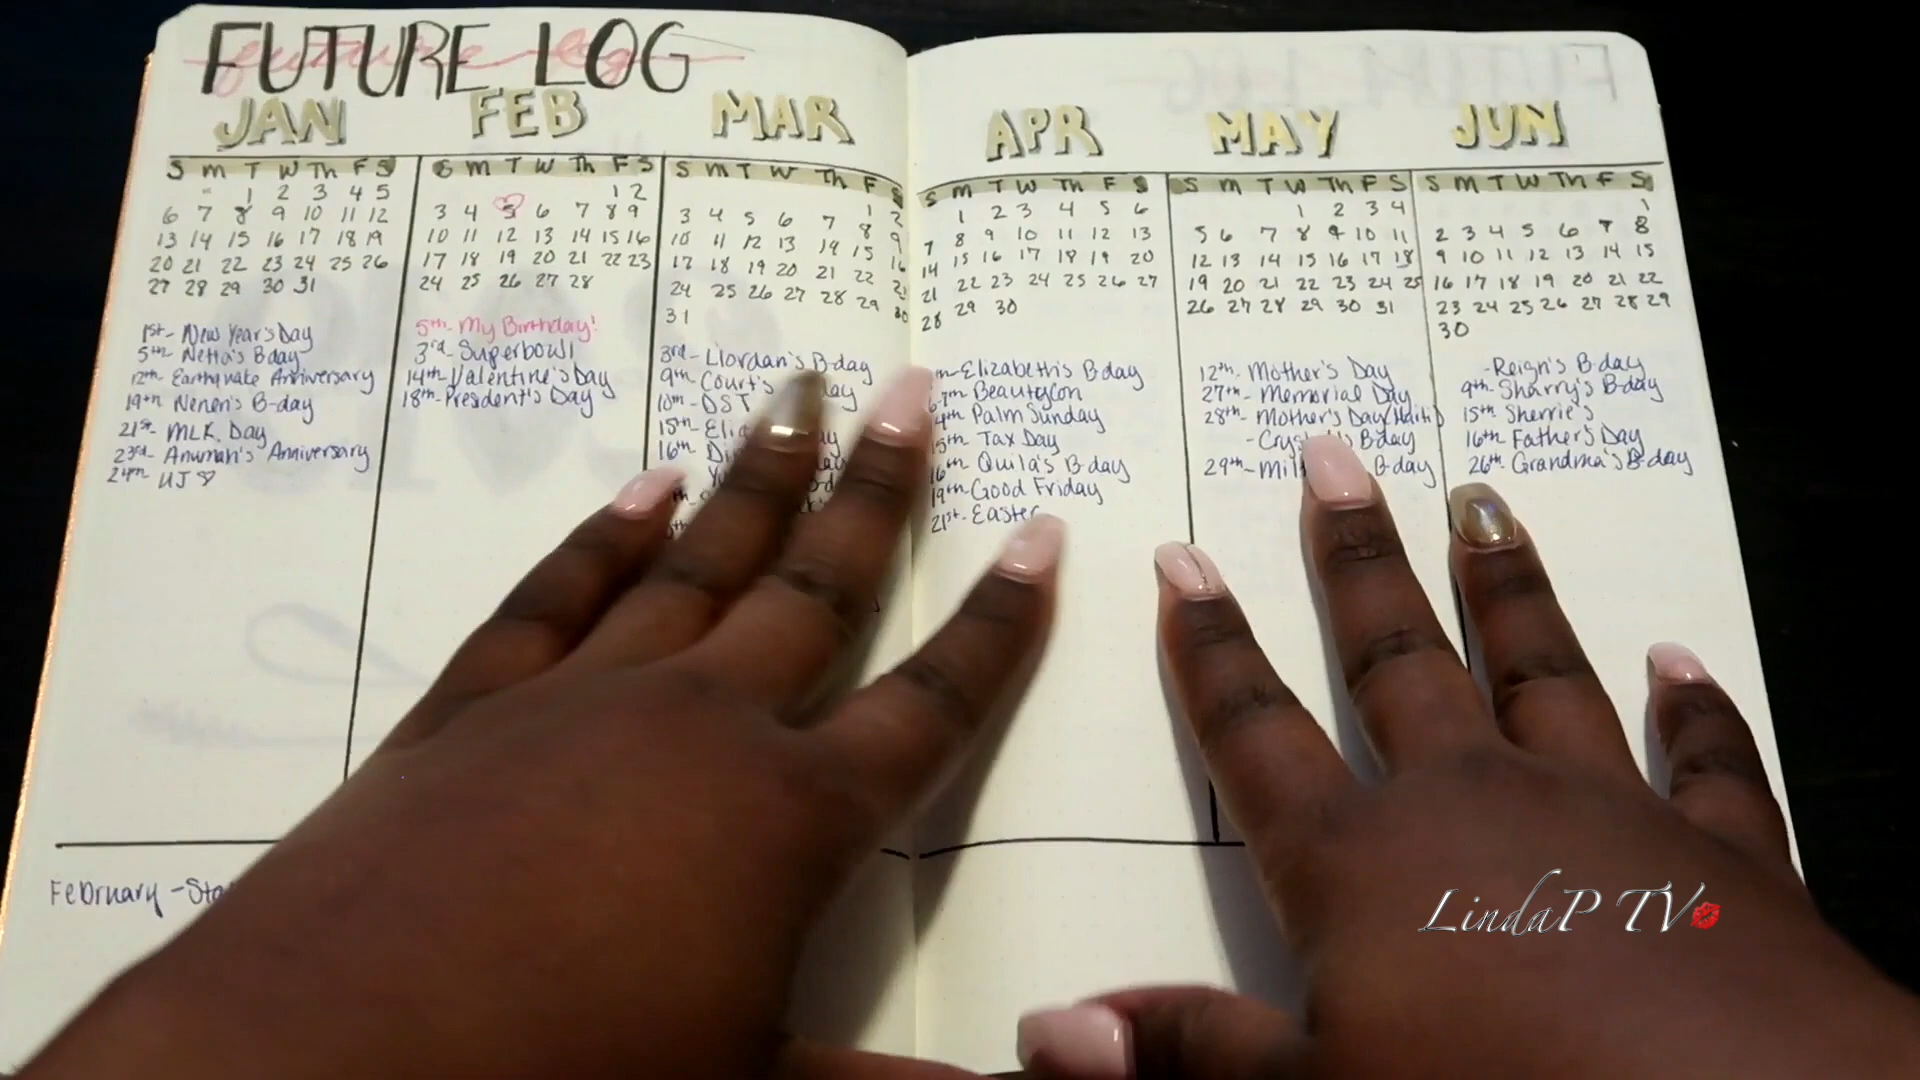 FUTURE LOG
JAN
S M T W Th F S
1 2 3 4 5
6 7 8 9 10 11 12
13 14 15 16 17 18 19
20 21 22 23 24 25 26
27 28 29 30 31
1st- New Year's Day
5th- Netta's Bday
12th- Earthquake Anniversary
19th- Nenen's B-day
21st- MLK. Day
23rd- Anuman's Anniversary
24th- UJ ♡
FEB
S M T W Th F S
1 2
3 4 5 6 7 8 9
10 11 12 13 14 15 16
17 18 19 20 21 22 23
24 25 26 27 28
5th- My Birthday!
3rd- Superbowl
14th- Valentine's Day
18th- President's Day
MAR
S M T W Th F S
1 2
3 4 5 6 7 8 9
10 11 12 13 14 15 16
17 18 19 20 21 22
24 25 26 27 28 29 30
31
3rd- Llordan's B-day
9th- Court's day
10th- DST
15th-
16th-
APR
S M T W Th F S
1 2 3 4 5 6
7 8 9 10 11 12 13
14 15 16 17 18 19 20
21 22 23 24 25 26 27
28 29 30
-Elizabeth's B day
-Beautycon
Palm Sunday
15th- Tax Day
16th- Quila's B-day
19th- Good Friday
21st- Easter
MAY
S M T W Th F S
1 2 3 4
5 6 7 8 9 10 11
12 13 14 15 16 17 18
19 20 21 22 23 24 25
26 27 28 29 30 31
12th- Mother's Day
27th- Memorial Day
28th- Mother's Day (Haiti)
- B'day
29th- B-day
JUN
S M T W Th F S
1
2 3 4 5 6 7 8
9 10 11 12 13 14 15
16 17 18 19 20 21 22
23 24 25 26 27 28 29
30
-Reign's B-day
9th- Sharry's B-day
15th- Sherrie's
16th- Father's Day
26th- Grandma's B-day
February -
LindaP TV